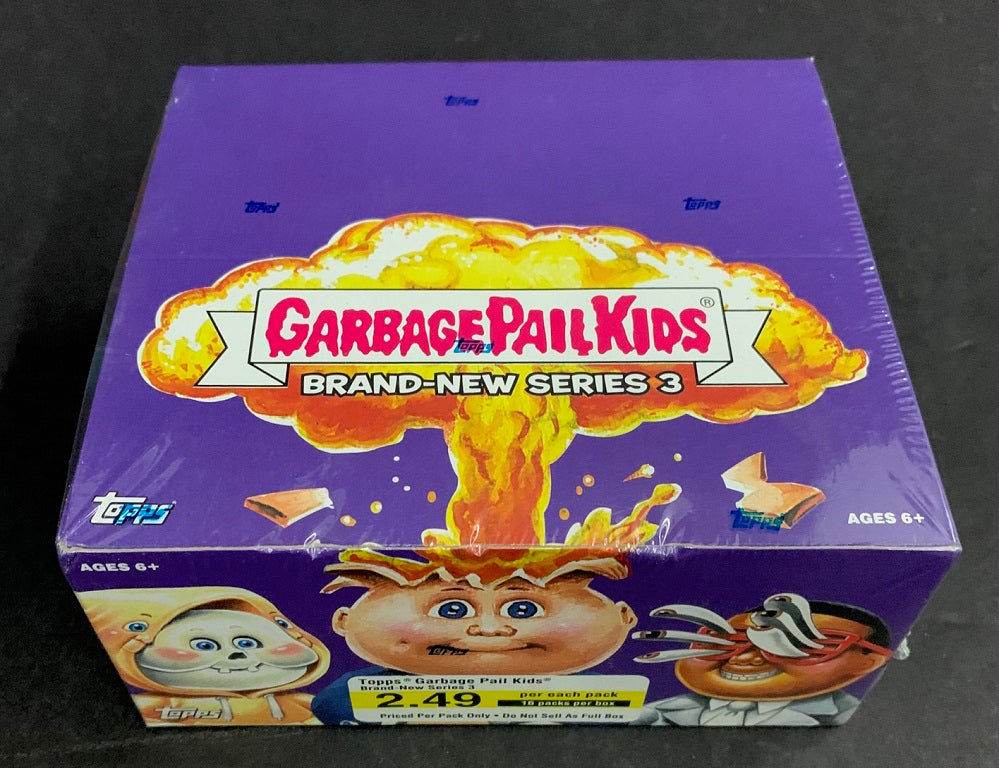 Topps
Topps
Topps
GARBAGE PAIL KIDS®
Topps
BRAND-NEW SERIES 3
Topps
Topps
AGES 6+
AGES 6+
Topps
Topps
Topps® Garbage Pail Kids®
Brand-New Series 3
2.49
per each pack
16 packs per box
Priced Per Pack Only • Do Not Sell As Full Box